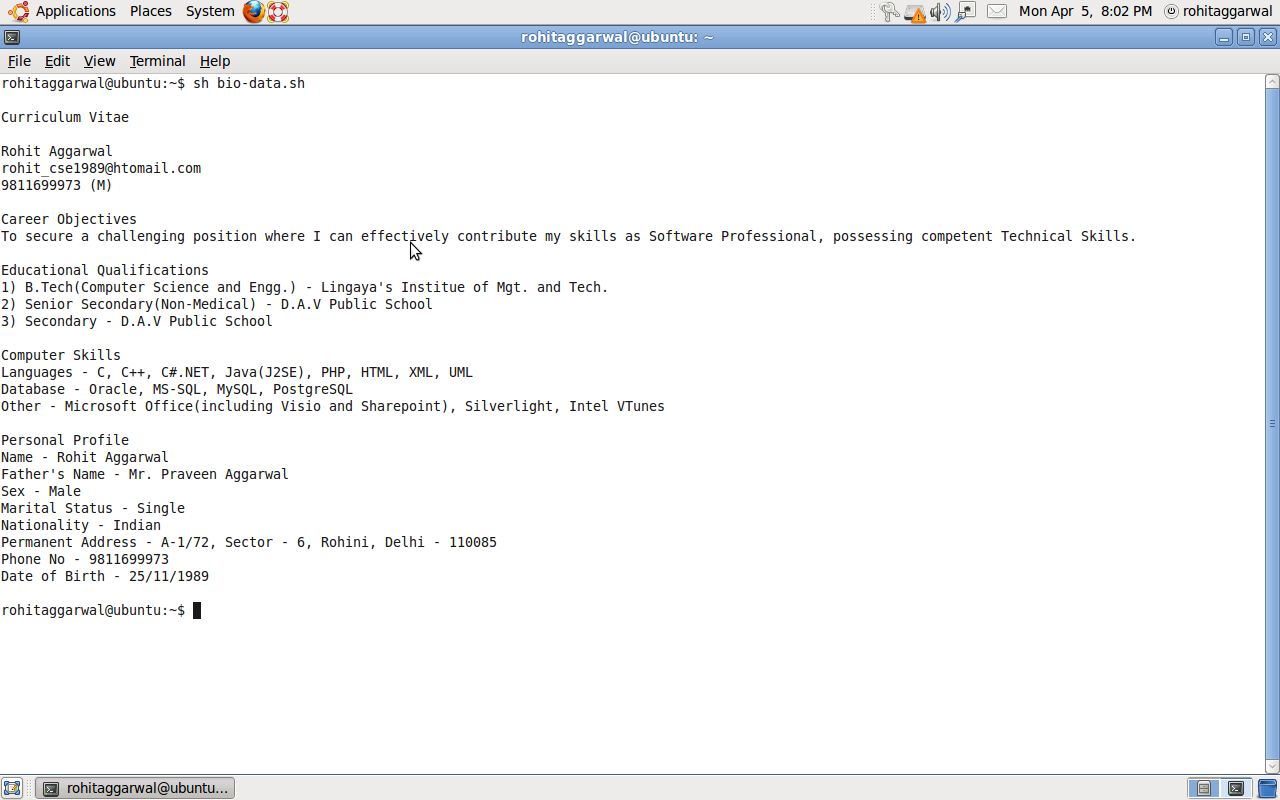 Applications Places System Mon Apr 5, 8:02 PM rohitaggarwal
rohitaggarwal@ubuntu: ~
File Edit View Terminal Help
rohitaggarwal@ubuntu:~$ sh bio-data.sh
Curriculum Vitae
Rohit Aggarwal
rohit_cse1989@htomail.com
9811699973 (M)
Career Objectives
To secure a challenging position where I can effectively contribute my skills as Software Professional, possessing competent Technical Skills.
Educational Qualifications
1) B.Tech(Computer Science and Engg.) - Lingaya's Institue of Mgt. and Tech.
2) Senior Secondary(Non-Medical) - D.A.V Public School
3) Secondary - D.A.V Public School
Computer Skills
Languages - C, C++, C#.NET, Java(J2SE), PHP, HTML, XML, UML
Database - Oracle, MS-SQL, MySQL, PostgreSQL
Other - Microsoft Office(including Visio and Sharepoint), Silverlight, Intel VTunes
Personal Profile
Name - Rohit Aggarwal
Father's Name - Mr. Praveen Aggarwal
Sex - Male
Marital Status - Single
Nationality - Indian
Permanent Address - A-1/72, Sector - 6, Rohini, Delhi - 110085
Phone No - 9811699973
Date of Birth - 25/11/1989
rohitaggarwal@ubuntu:~$
rohitaggarwal@ubuntu...